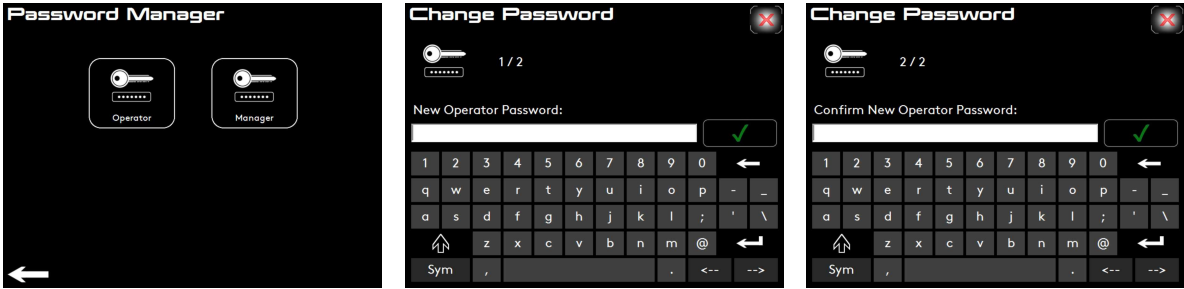 Password Manager
Operator
Manager
Change Password
1 / 2
New Operator Password:
1 2 3 4 5 6 7 8 9 0
q w e r t y u i o p - _
a s d f g h j k l ; ' \
z x c v b n m @
Sym , . <-- -->
Change Password
2 / 2
Confirm New Operator Password:
1 2 3 4 5 6 7 8 9 0
q w e r t y u i o p - _
a s d f g h j k l ; ' \
z x c v b n m @
Sym , . <-- -->